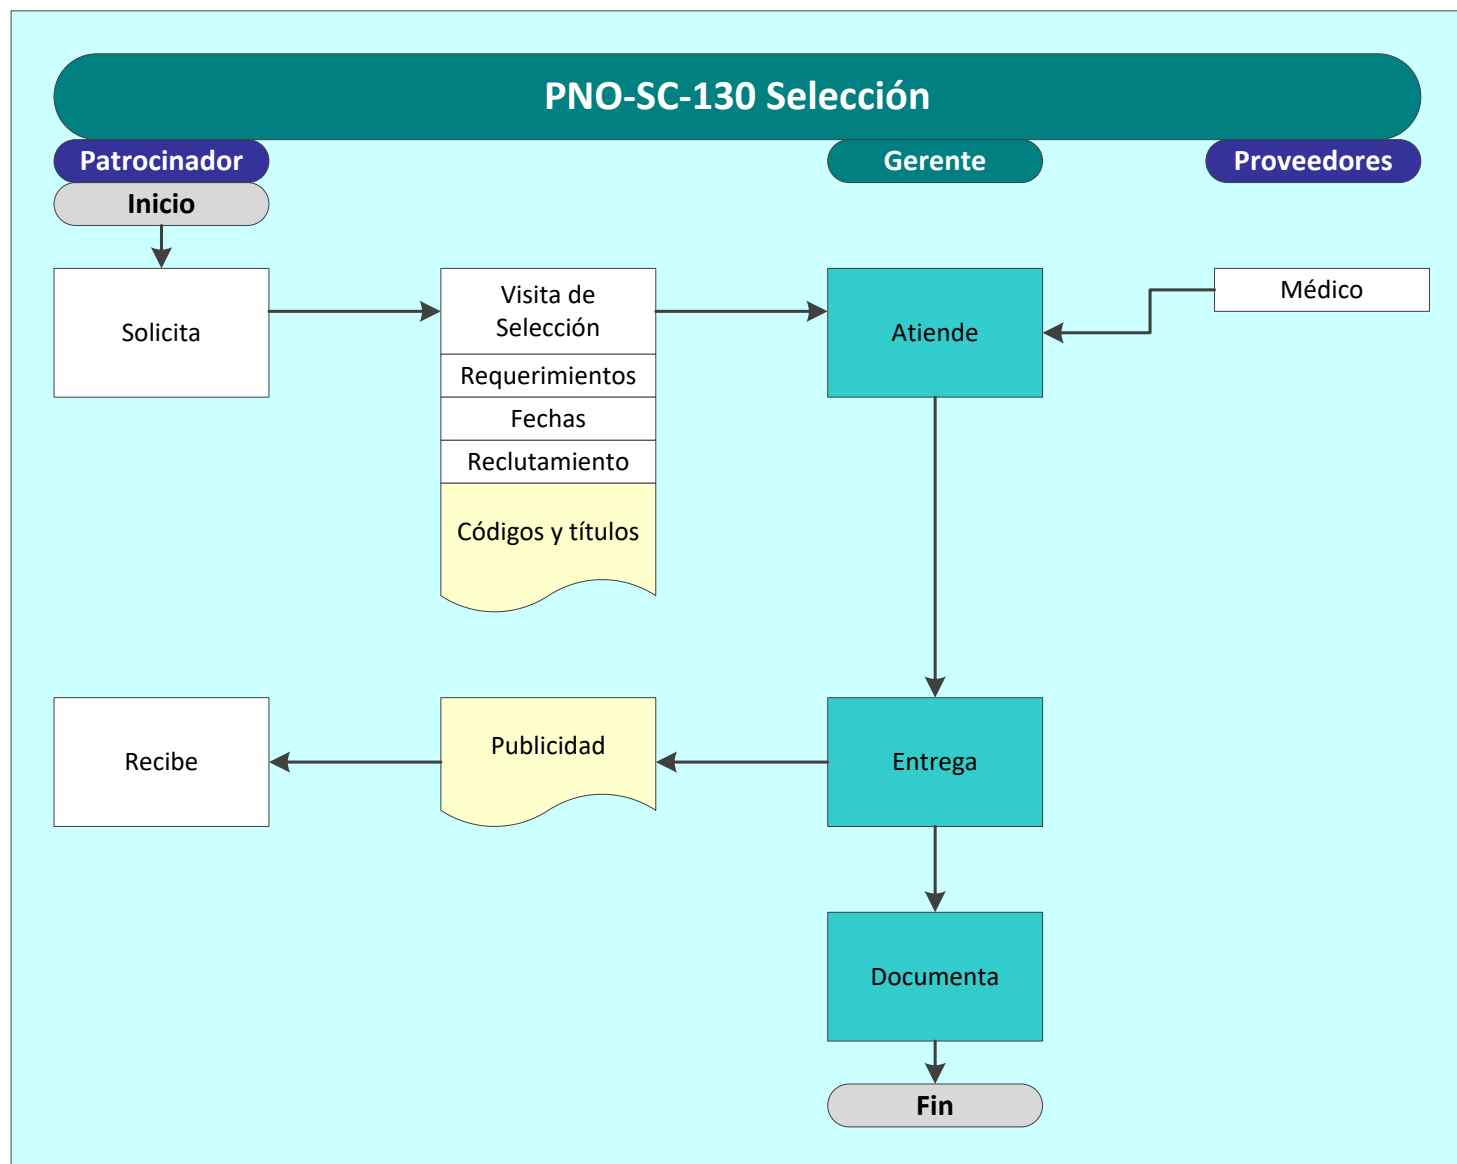 PNO-SC-130 Selección
Patrocinador
Gerente
Proveedores
Inicio
Solicita
Visita de
Selección
Requerimientos
Fechas
Reclutamiento
Códigos y títulos
Atiende
Médico
Recibe
Publicidad
Entrega
Documenta
Fin